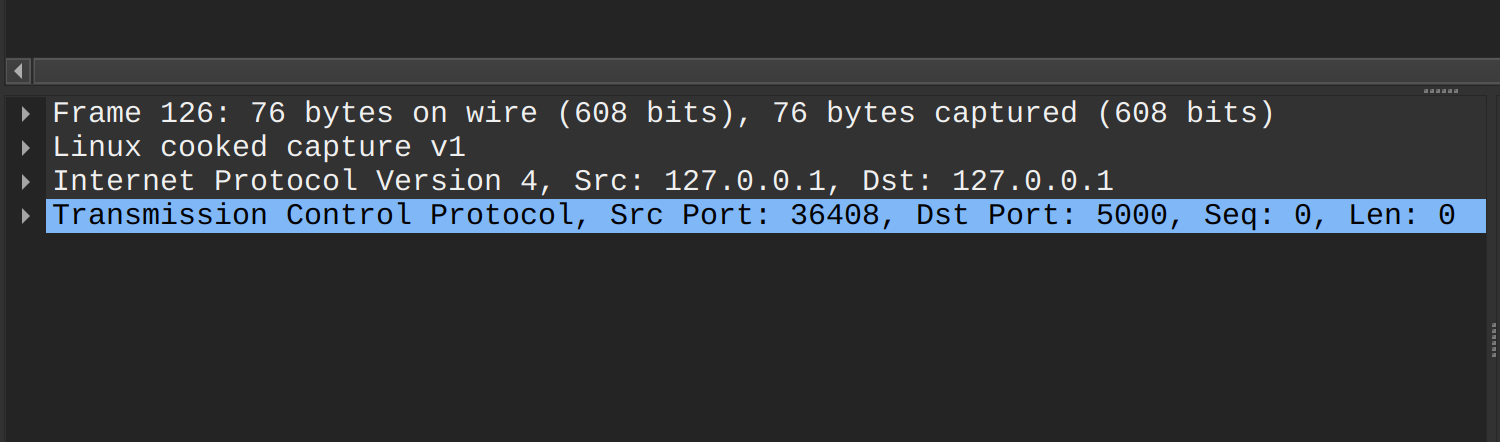 Frame 126: 76 bytes on wire (608 bits), 76 bytes captured (608 bits)
Linux cooked capture v1
Internet Protocol Version 4, Src: 127.0.0.1, Dst: 127.0.0.1
Transmission Control Protocol, Src Port: 36408, Dst Port: 5000, Seq: 0, Len: 0